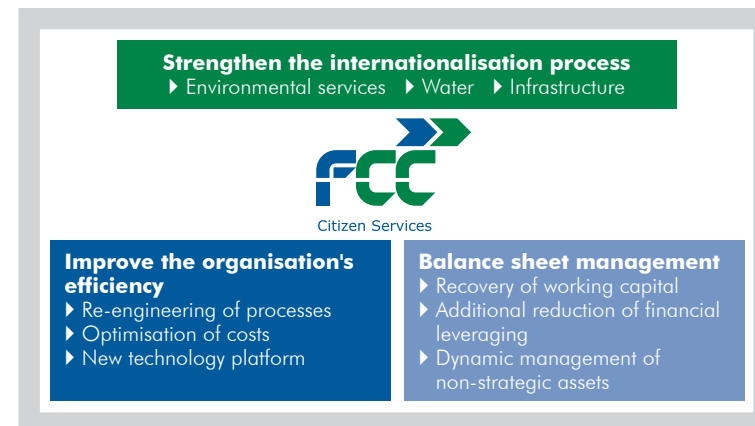 Strengthen the internationalisation process
Environmental services Water Infrastructure
FCC
Citizen Services
Improve the organisation's
efficiency
Re-engineering of processes
Optimisation of costs
New technology platform
Balance sheet management
Recovery of working capital
Additional reduction of financial
leveraging
Dynamic management of
non-strategic assets